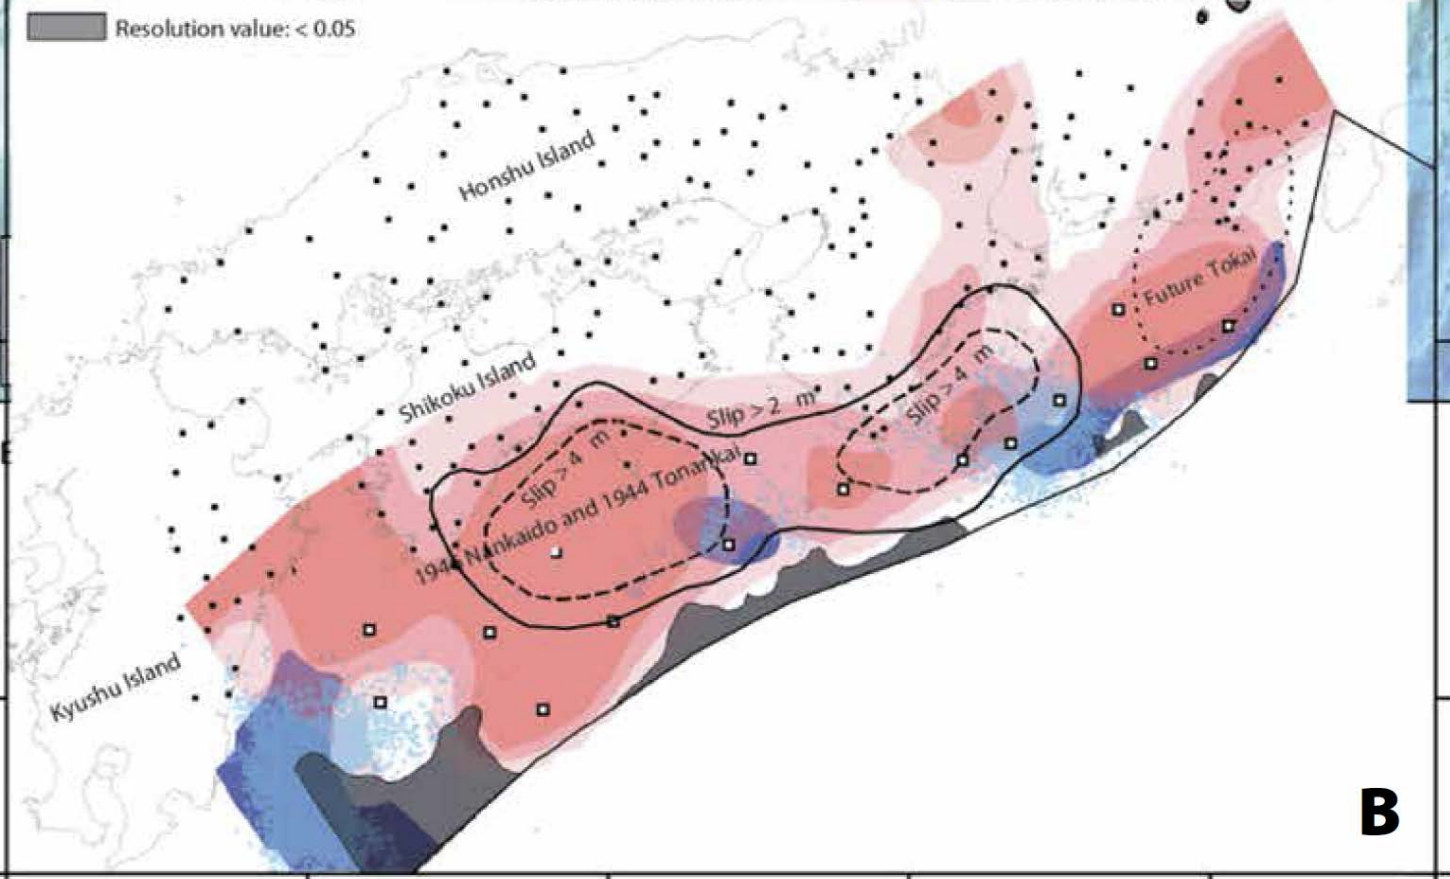 Resolution value: < 0.05
Honshu Island
Future Tokai
Shikoku Island
Slip > 2 m
Slip > 4 m
Slip > 4 m
1946 Nankaido and 1944 Tonankai
Kyushu Island
B